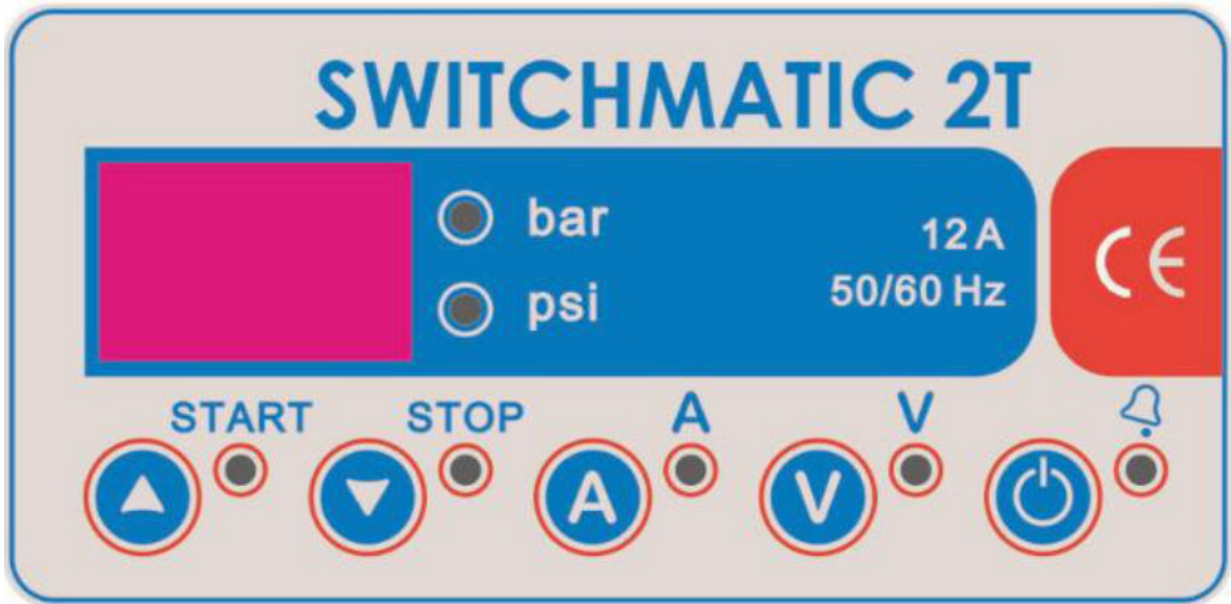 SWITCHMATIC 2T
bar
12 A
psi
50/60 Hz
CE
START
STOP
A
V
A
V